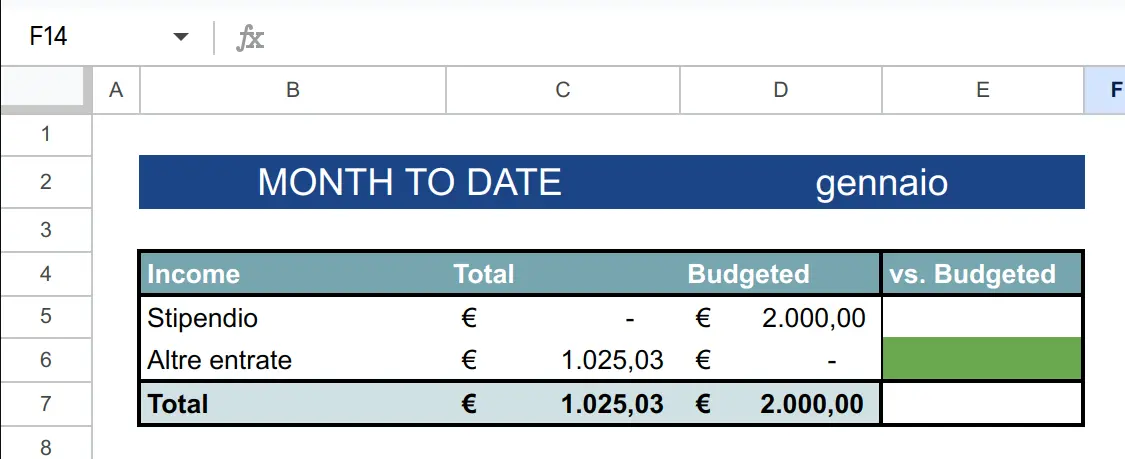 F14 fx
A B C D E F
1
2 MONTH TO DATE gennaio
3
4 Income Total Budgeted vs. Budgeted
5 Stipendio € - € 2.000,00
6 Altre entrate € 1.025,03 € -
7 Total € 1.025,03 € 2.000,00
8